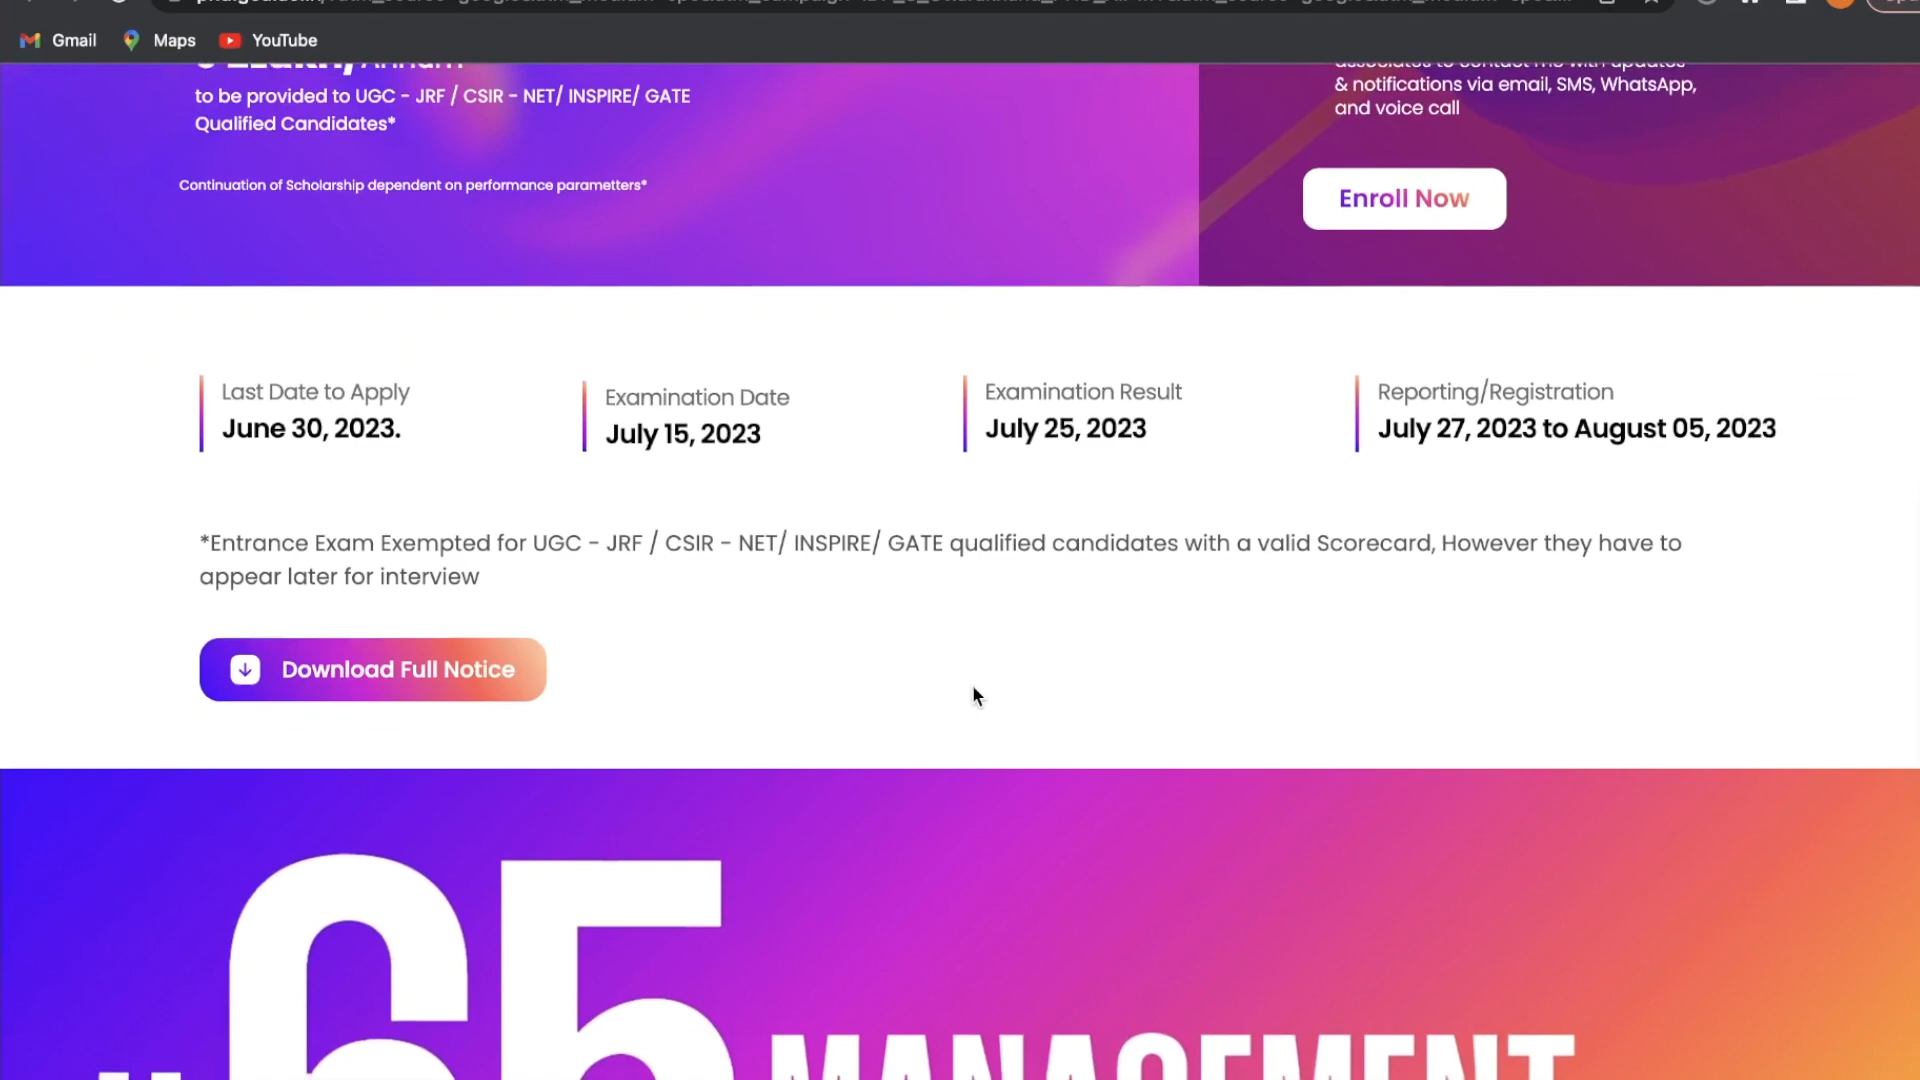 Gmail
Maps
YouTube
to be provided to UGC - JRF / CSIR - NET/ INSPIRE/ GATE
Qualified Candidates*
Continuation of Scholarship dependent on performance parametters*
& notifications via email, SMS, WhatsApp,
and voice call
Enroll Now
Last Date to Apply
June 30, 2023.
Examination Date
July 15, 2023
Examination Result
July 25, 2023
Reporting/Registration
July 27, 2023 to August 05, 2023
*Entrance Exam Exempted for UGC - JRF / CSIR - NET/ INSPIRE/ GATE qualified candidates with a valid Scorecard, However they have to
appear later for interview
Download Full Notice
65
MANAGEMENT